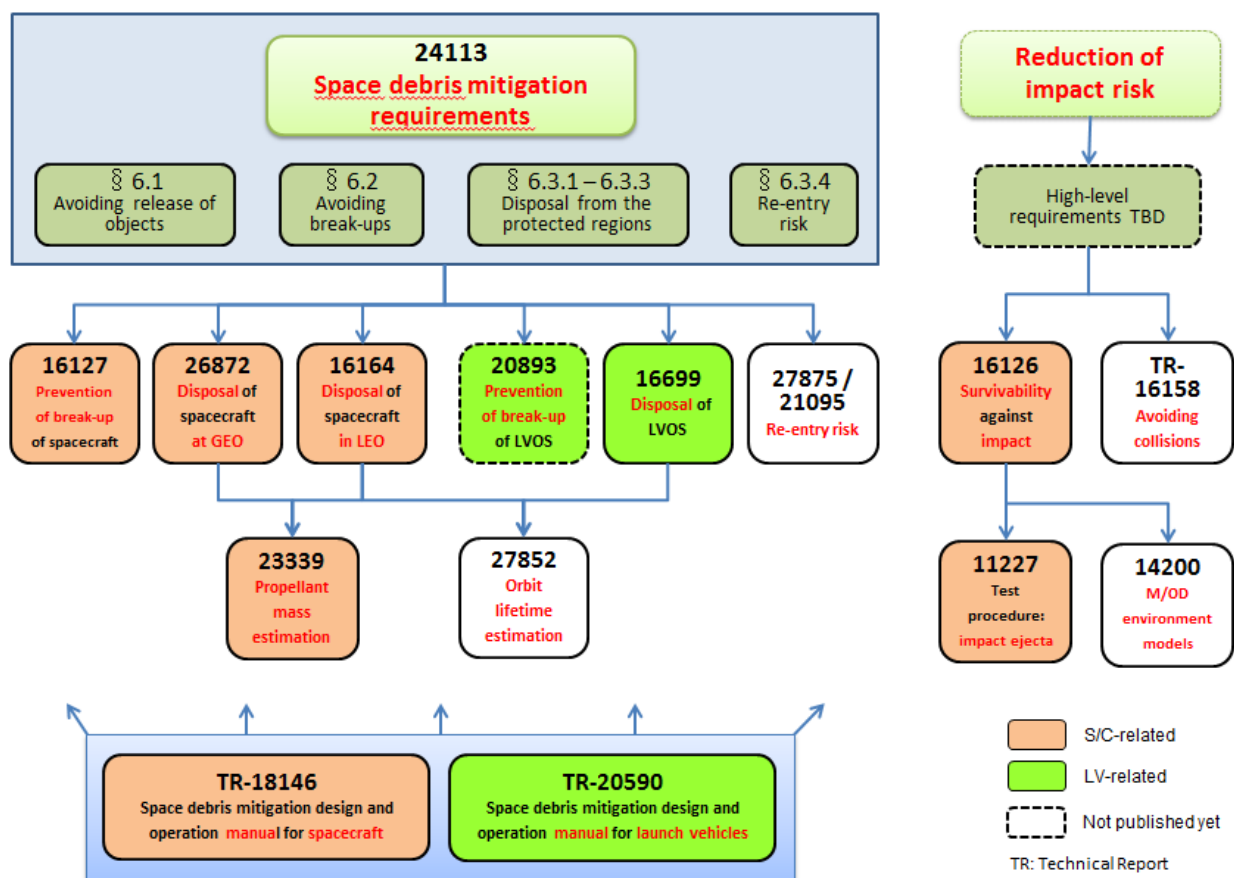 24113
Space debris mitigation
requirements
§ 6.1
Avoiding release of
objects
§ 6.2
Avoiding
break-ups
§ 6.3.1 – 6.3.3
Disposal from the
protected regions
§ 6.3.4
Re-entry
risk
16127
Prevention
of break-up
of spacecraft
26872
Disposal of
spacecraft
at GEO
16164
Disposal of
spacecraft
in LEO
20893
Prevention
of break-up
of LVOS
16699
Disposal of
LVOS
27875 /
21095
Re-entry risk
23339
Propellant
mass
estimation
27852
Orbit
lifetime
estimation
TR-18146
Space debris mitigation design and
operation manual for spacecraft
TR-20590
Space debris mitigation design and
operation manual for launch vehicles
Reduction of
impact risk
High-level
requirements TBD
16126
Survivability
against
impact
TR-
16158
Avoiding
collisions
11227
Test
procedure:
impact ejecta
14200
M/OD
environment
models
S/C-related
LV-related
Not published yet
TR: Technical Report